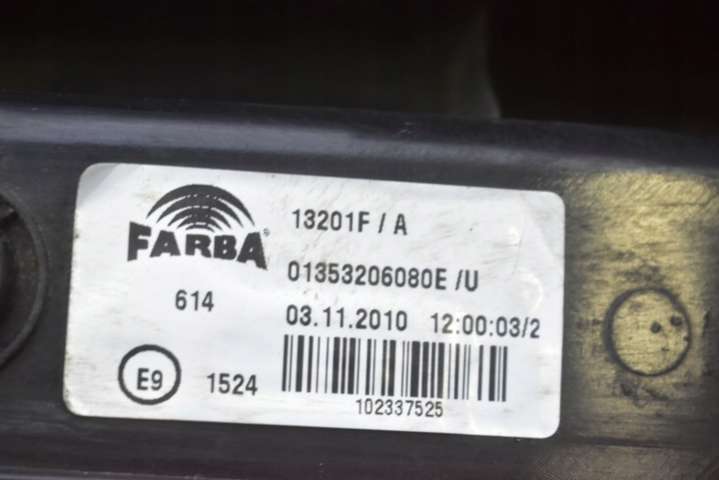 FARBA®
13201F / A
01353206080E /U
614
03.11.2010 12:00:03/2
E9
1524
102337525